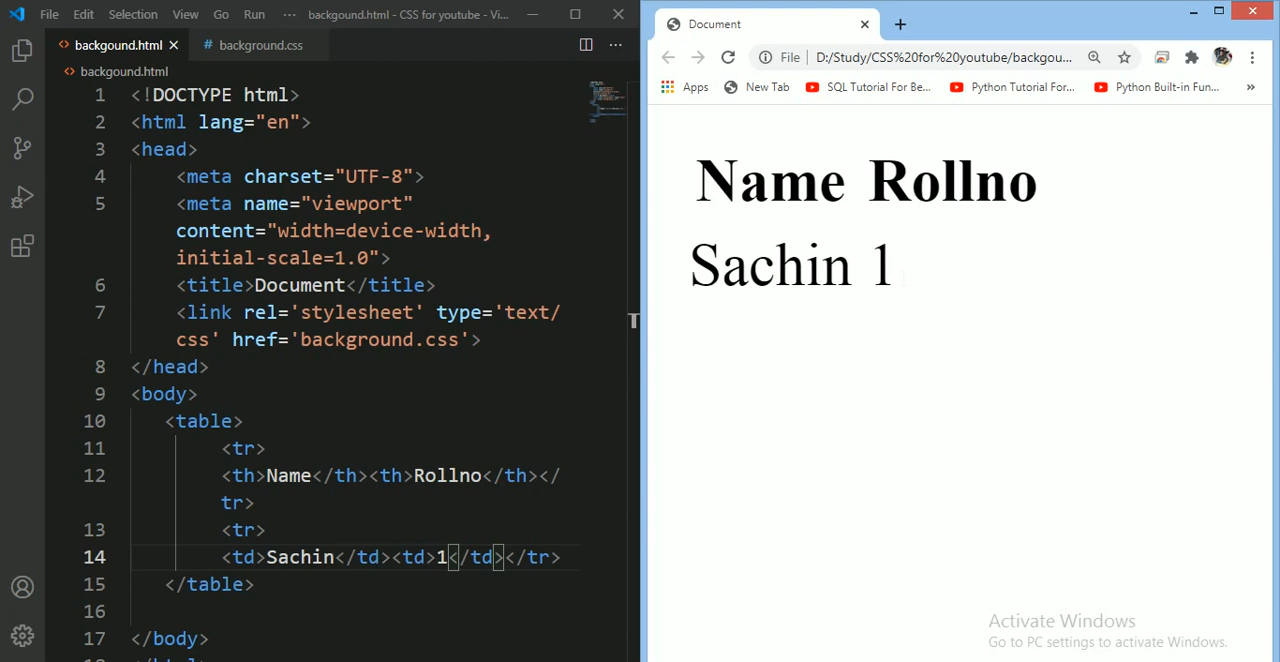 File Edit Selection View Go Run ··· backgound.html - CSS for youtube - Vi...
backgound.html
# background.css
backgound.html
1 <!DOCTYPE html>
2 <html lang="en">
3 <head>
4 <meta charset="UTF-8">
5 <meta name="viewport"
content="width=device-width,
initial-scale=1.0">
6 <title>Document</title>
7 <link rel='stylesheet' type='text/
css' href='background.css'>
8 </head>
9 <body>
10 <table>
11 <tr>
12 <th>Name</th><th>Rollno</th></
tr>
13 <tr>
14 <td>Sachin</td><td>1</td></tr>
15 </table>
16
17 </body>
Document
File D:/Study/CSS%20for%20youtube/backgou...
Apps New Tab SQL Tutorial For Be... Python Tutorial For... Python Built-in Fun... »
Name Rollno
Sachin 1
T
Activate Windows
Go to PC settings to activate Windows.